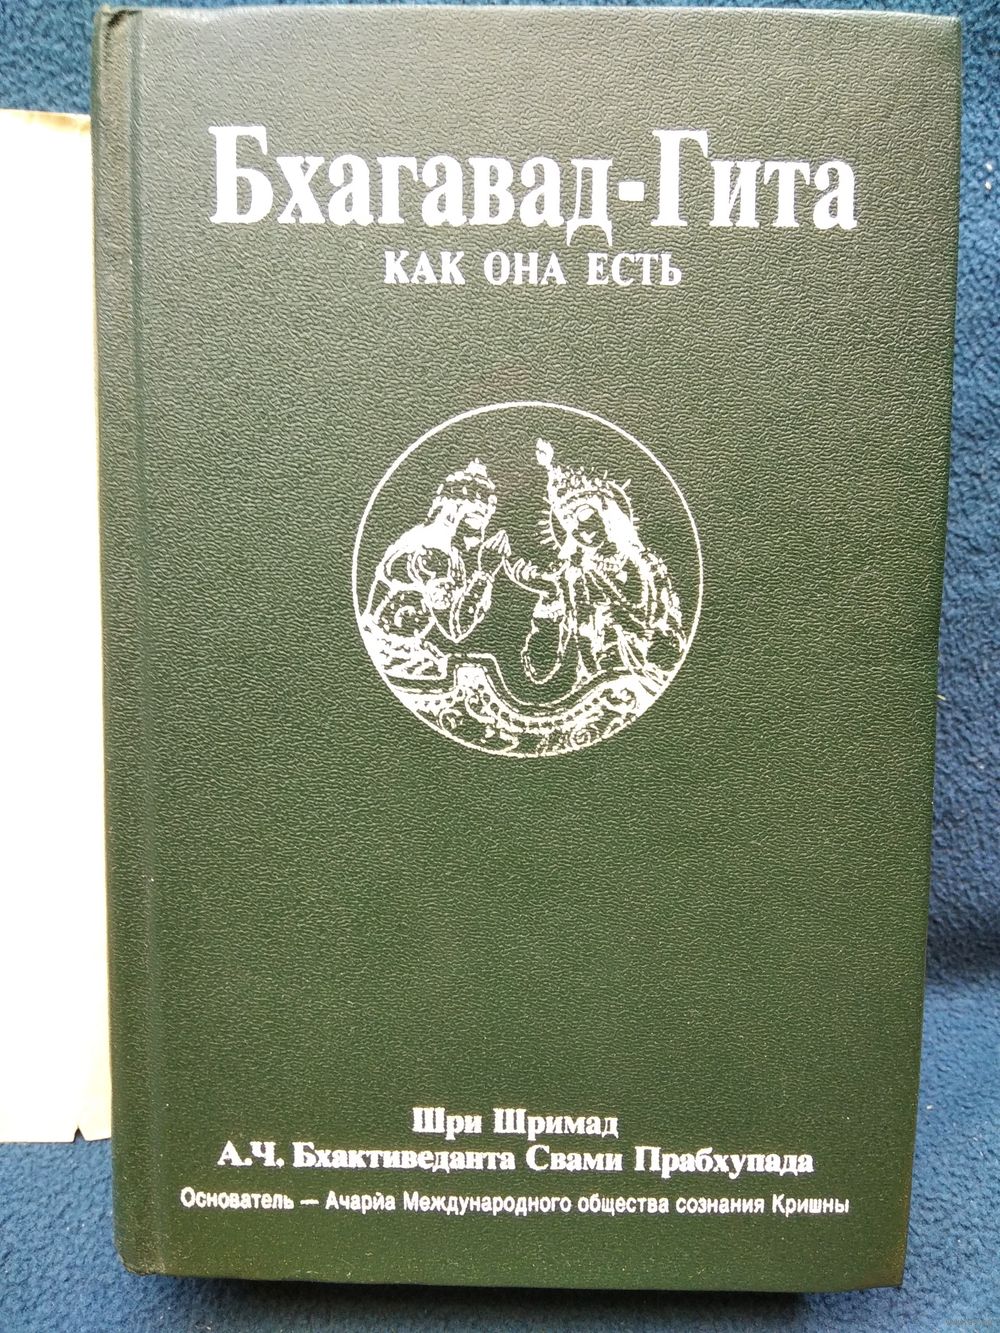 Бхагавад-Гита
КАК ОНА ЕСТЬ
Шри Шримад
А.Ч. Бхактиведанта Свами Прабхупада
Основатель — Ачарйа Международного общества сознания Кришны